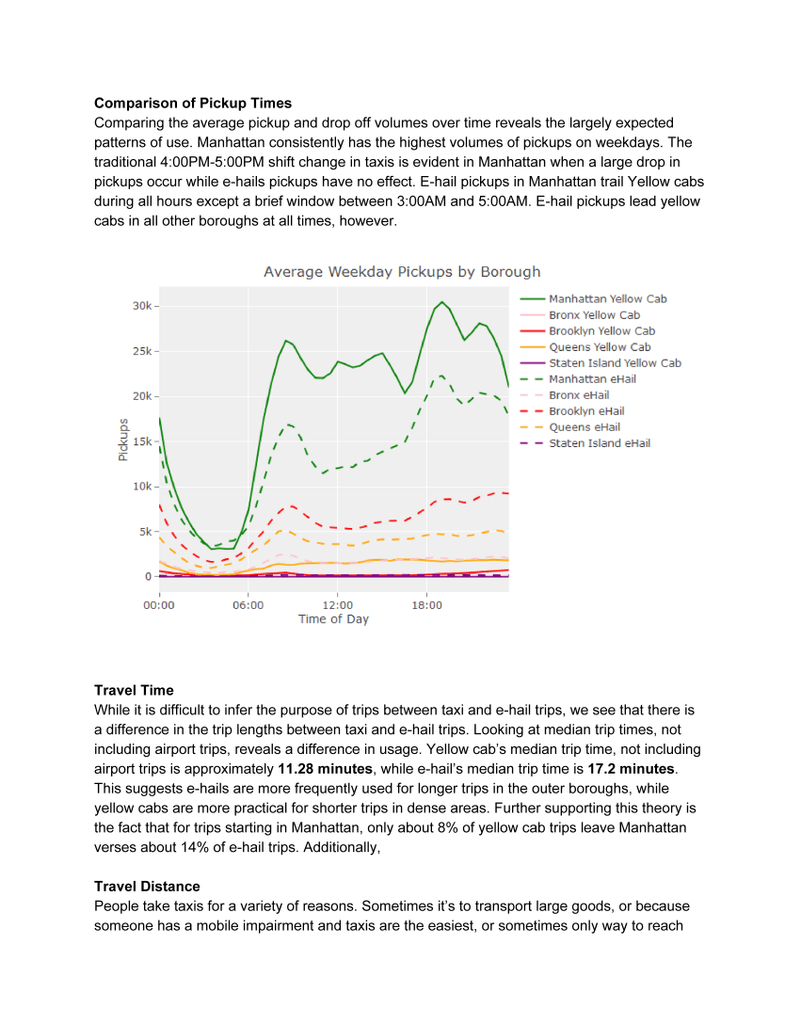 Comparison of Pickup Times
Comparing the average pickup and drop off volumes over time reveals the largely expected
patterns of use. Manhattan consistently has the highest volumes of pickups on weekdays. The
traditional 4:00PM-5:00PM shift change in taxis is evident in Manhattan when a large drop in
pickups occur while e-hails pickups have no effect. E-hail pickups in Manhattan trail Yellow cabs
during all hours except a brief window between 3:00AM and 5:00AM. E-hail pickups lead yellow
cabs in all other boroughs at all times, however.
Average Weekday Pickups by Borough
30k
25k
20k
15k
10k
5k
0
Pickups
00:00
06:00
12:00
18:00
Time of Day
Manhattan Yellow Cab
Bronx Yellow Cab
Brooklyn Yellow Cab
Queens Yellow Cab
Staten Island Yellow Cab
Manhattan eHail
Bronx eHail
Brooklyn eHail
Queens eHail
Staten Island eHail
Travel Time
While it is difficult to infer the purpose of trips between taxi and e-hail trips, we see that there is
a difference in the trip lengths between taxi and e-hail trips. Looking at median trip times, not
including airport trips, reveals a difference in usage. Yellow cab's median trip time, not including
airport trips is approximately 11.28 minutes, while e-hail's median trip time is 17.2 minutes.
This suggests e-hails are more frequently used for longer trips in the outer boroughs, while
yellow cabs are more practical for shorter trips in dense areas. Further supporting this theory is
the fact that for trips starting in Manhattan, only about 8% of yellow cab trips leave Manhattan
verses about 14% of e-hail trips. Additionally,
Travel Distance
People take taxis for a variety of reasons. Sometimes it's to transport large goods, or because
someone has a mobile impairment and taxis are the easiest, or sometimes only way to reach